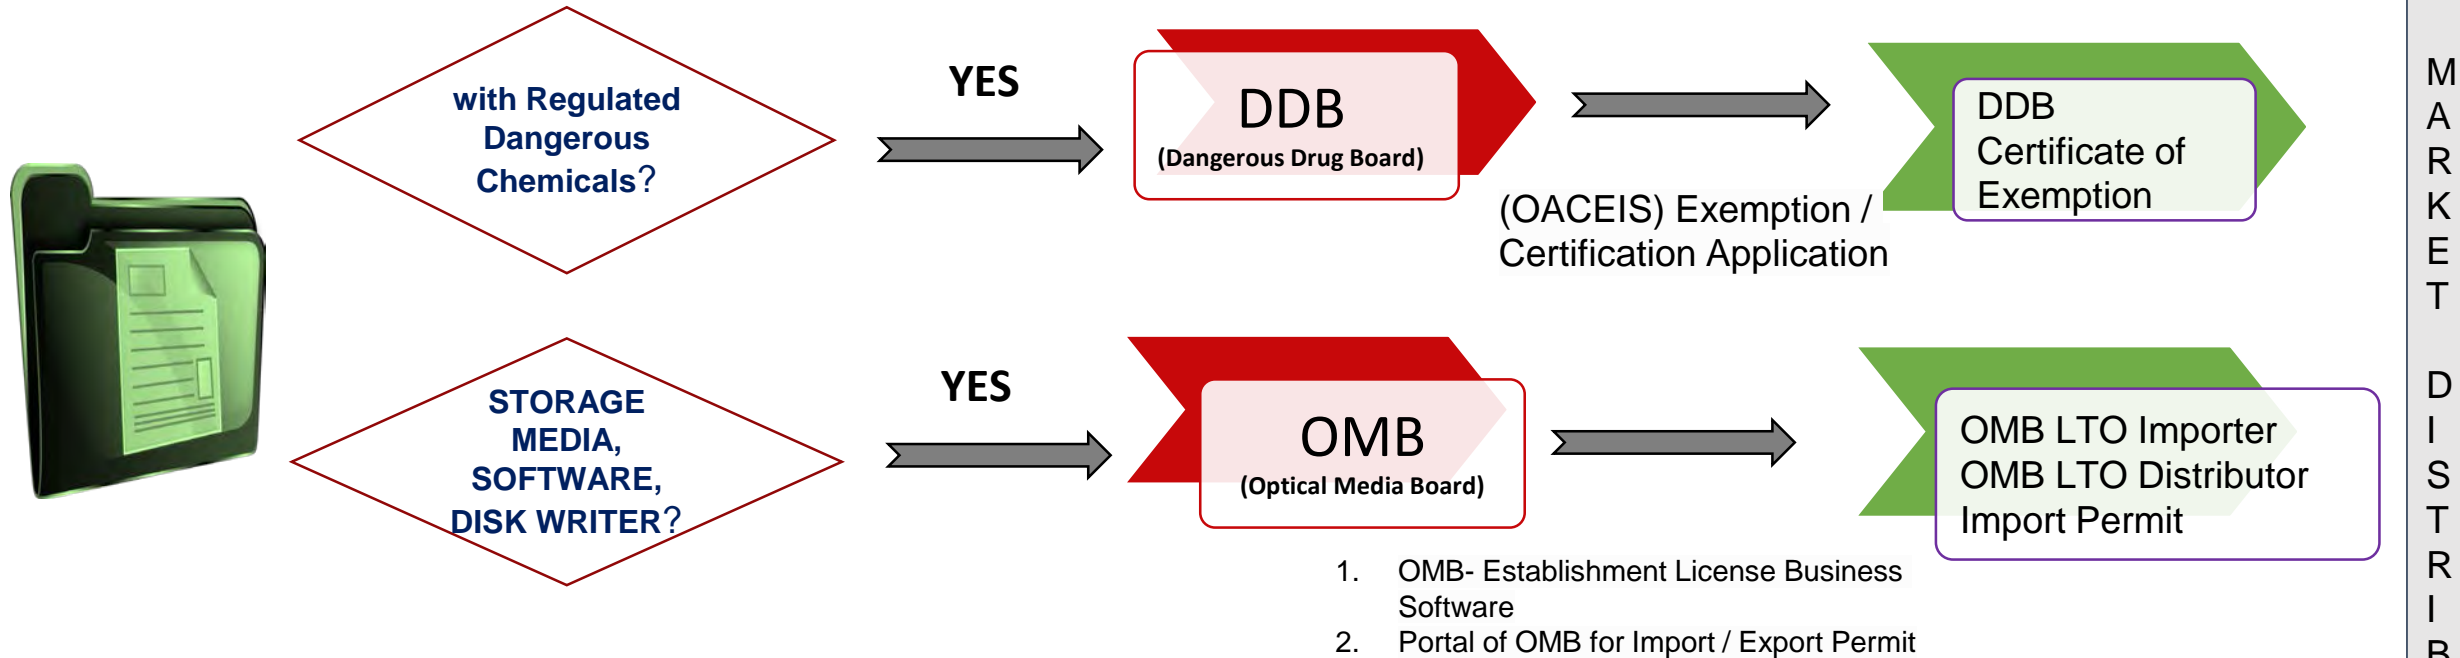 with Regulated
Dangerous
Chemicals?
YES
DDB
(Dangerous Drug Board)
(OACEIS) Exemption /
Certification Application
DDB
Certificate of
Exemption
STORAGE
MEDIA,
SOFTWARE,
DISK WRITER?
YES
OMB
(Optical Media Board)
1. OMB- Establishment License Business
Software
2. Portal of OMB for Import / Export Permit
OMB LTO Importer
OMB LTO Distributor
Import Permit
M
A
R
K
E
T
D
I
S
T
R
I
B